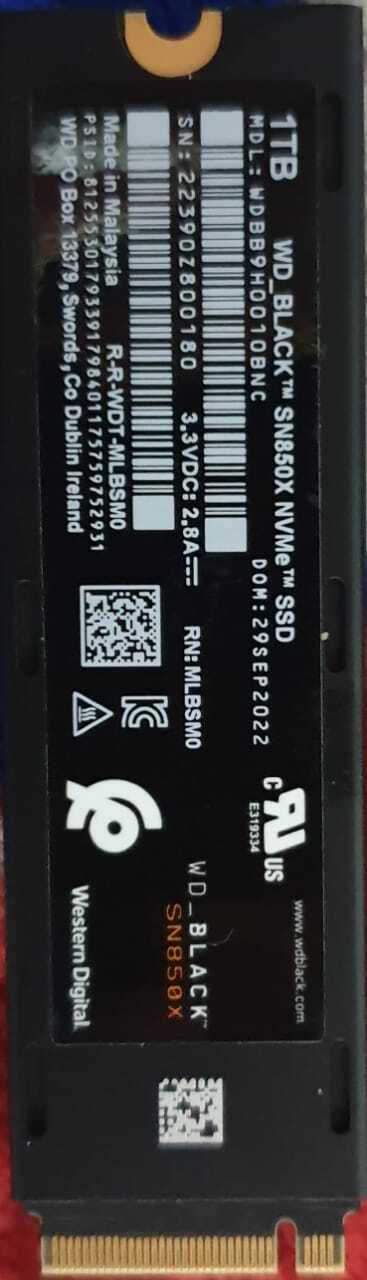 1TB WD_BLACK™ SN850X NVMe™ SSD
MDL: WDBB9H0010BNC DOM:29SEP2022
SN: 22390Z800180 3.3VDC: 2.8A RN: MLBSM0
Made in Malaysia R-R-WDT-MLBSM0
PSID:
WD PO Box 13379, Swords, Co Dublin Ireland
C US
E319334
www.wdblack.com
WD_BLACK™
SN850X
Western Digital